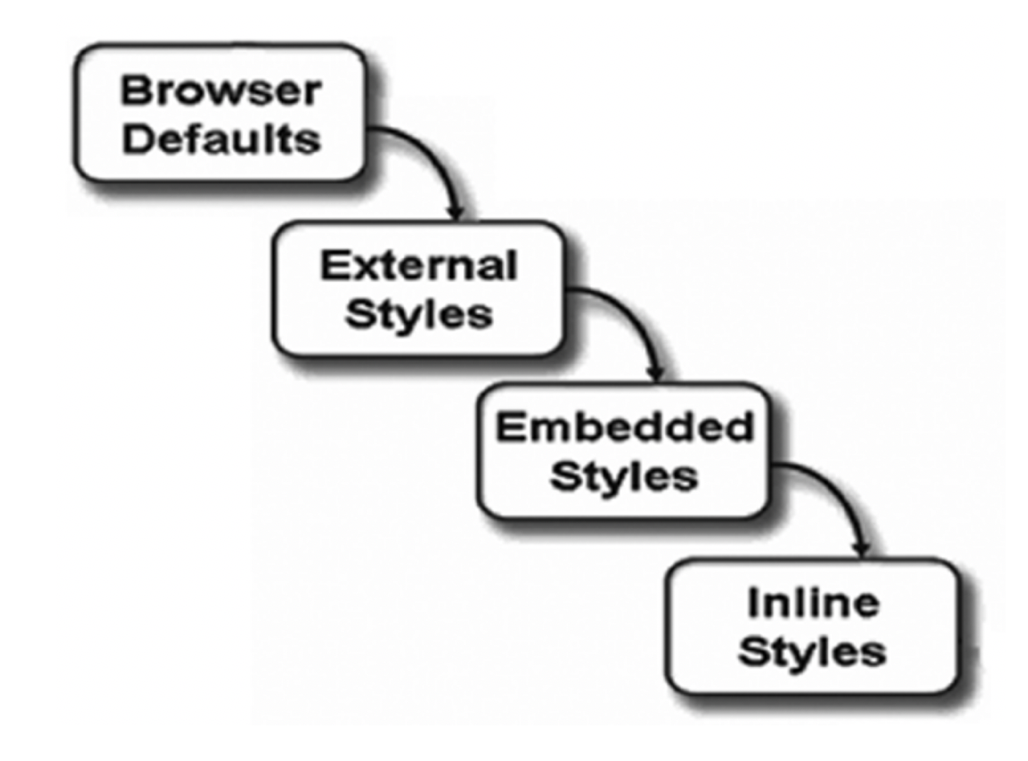 Browser
Defaults
External
Styles
Embedded
Styles
Inline
Styles